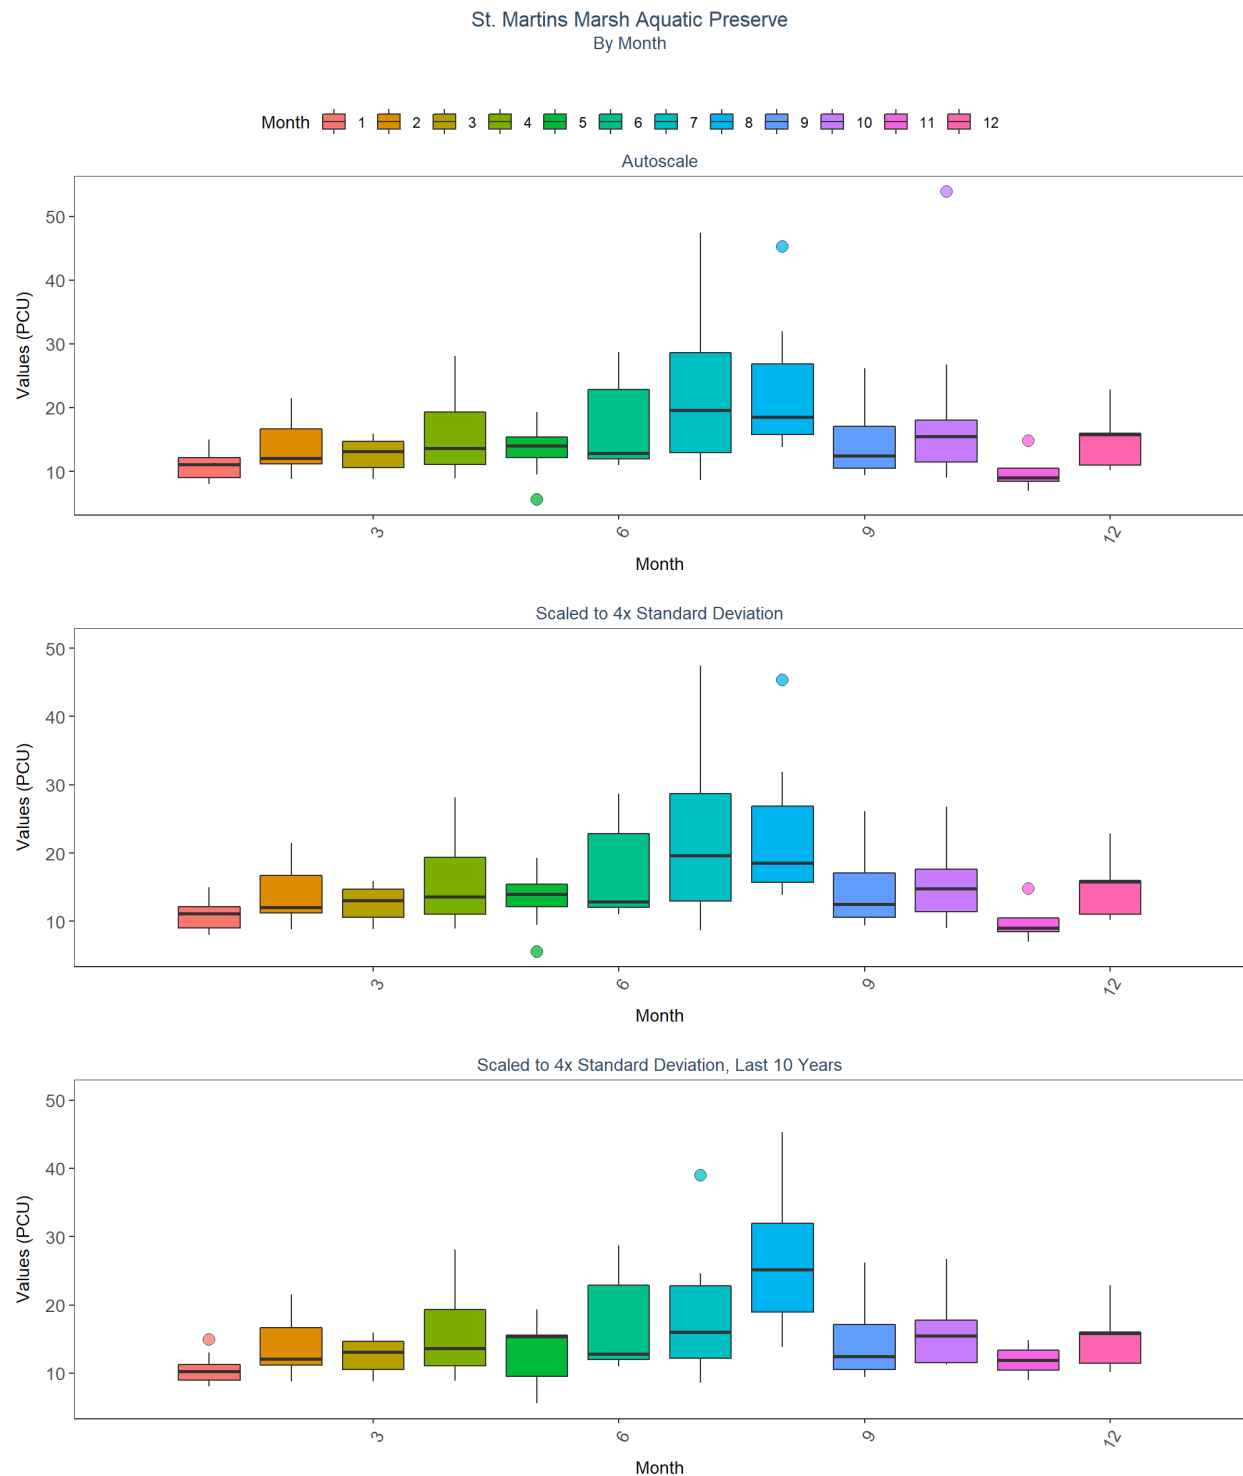 St. Martins Marsh Aquatic Preserve
By Month
Month 1 2 3 4 5 6 7 8 9 10 11 12
Autoscale
Values (PCU)
50
40
30
20
10
3 6 9 12
Month
Scaled to 4x Standard Deviation
Values (PCU)
50
40
30
20
10
3 6 9 12
Month
Scaled to 4x Standard Deviation, Last 10 Years
Values (PCU)
50
40
30
20
10
3 6 9 12
Month